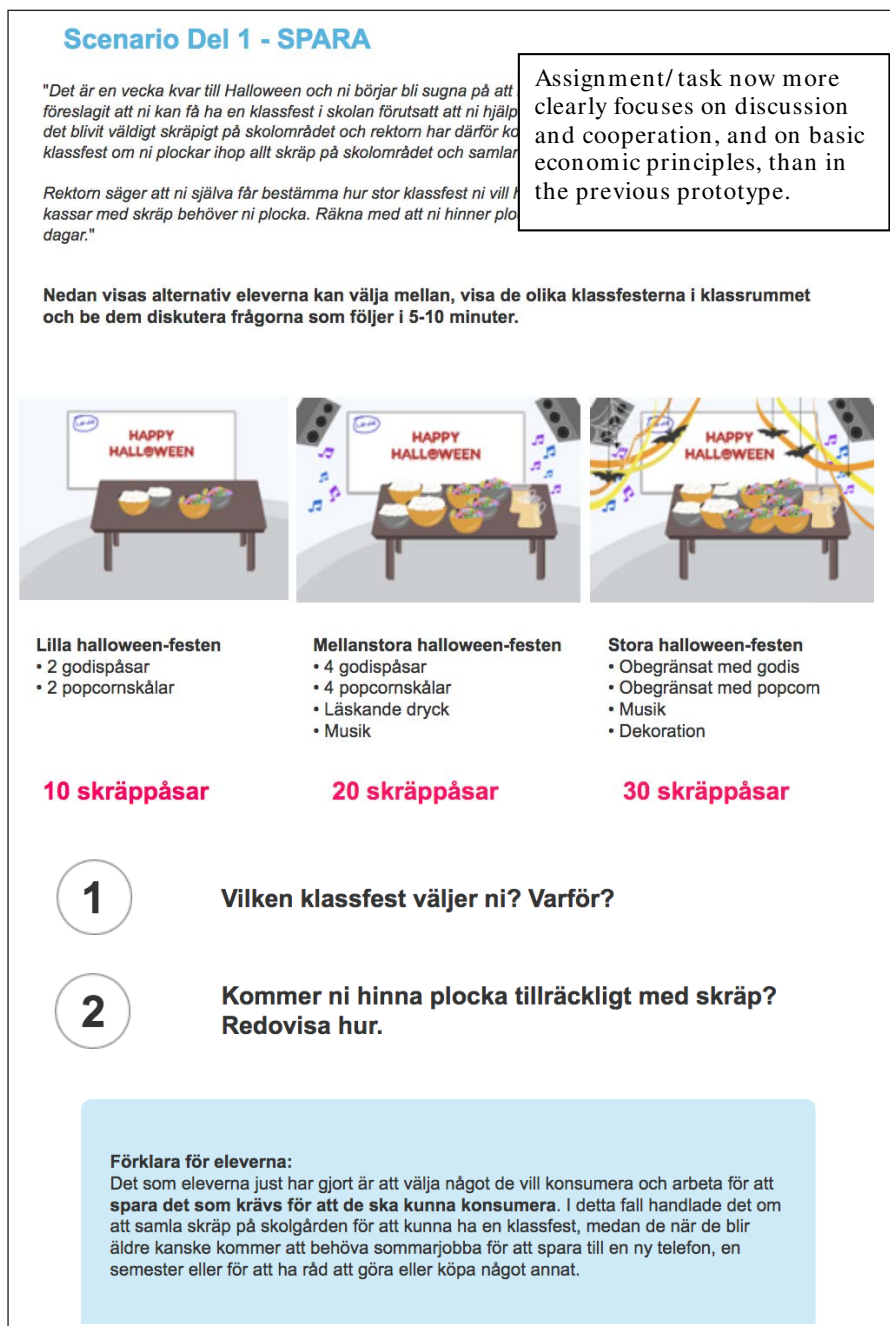 Scenario Del 1 - SPARA
"Det är en vecka kvar till Halloween och ni börjar bli sugna på att
föreslagit att ni kan få ha en klassfest i skolan förutsatt att ni hjälp
det blivit väldigt skräpigt på skolområdet och rektorn har därför
klassfest om ni plockar ihop allt skräp på skolområdet och samlar
Rektorn säger att ni själva får bestämma hur stor klassfest ni vill
kassar med skräp behöver ni plocka. Räkna med att ni hinner
dagar."
Assignment/task now more
clearly focuses on discussion
and cooperation, and on basic
economic principles, than in
the previous prototype.
Nedan visas alternativ eleverna kan välja mellan, visa de olika klassfesterna i klassrummet
och be dem diskutera frågorna som följer i 5-10 minuter.
HAPPY
HALLOWEEN
HAPPY
HALLOWEEN
HAPPY
HALLOWEEN
Lilla halloween-festen
• 2 godispåsar
• 2 popcornskålar
10 skräppåsar
Mellanstora halloween-festen
• 4 godispåsar
• 4 popcornskålar
• Läskande dryck
• Musik
20 skräppåsar
Stora halloween-festen
• Obegränsat med godis
• Obegränsat med popcorn
• Musik
• Dekoration
30 skräppåsar
1
Vilken klassfest väljer ni? Varför?
2
Kommer ni hinna plocka tillräckligt med skräp?
Redovisa hur.
Förklara för eleverna:
Det som eleverna just har gjort är att välja något de vill konsumera och arbeta för att
spara det som krävs för att de ska kunna konsumera. I detta fall handlade det om
att samla skräp på skolgården för att kunna ha en klassfest, medan de när de blir
äldre kanske kommer att behöva sommarjobba för att spara till en ny telefon, en
semester eller för att ha råd att göra eller köpa något annat.